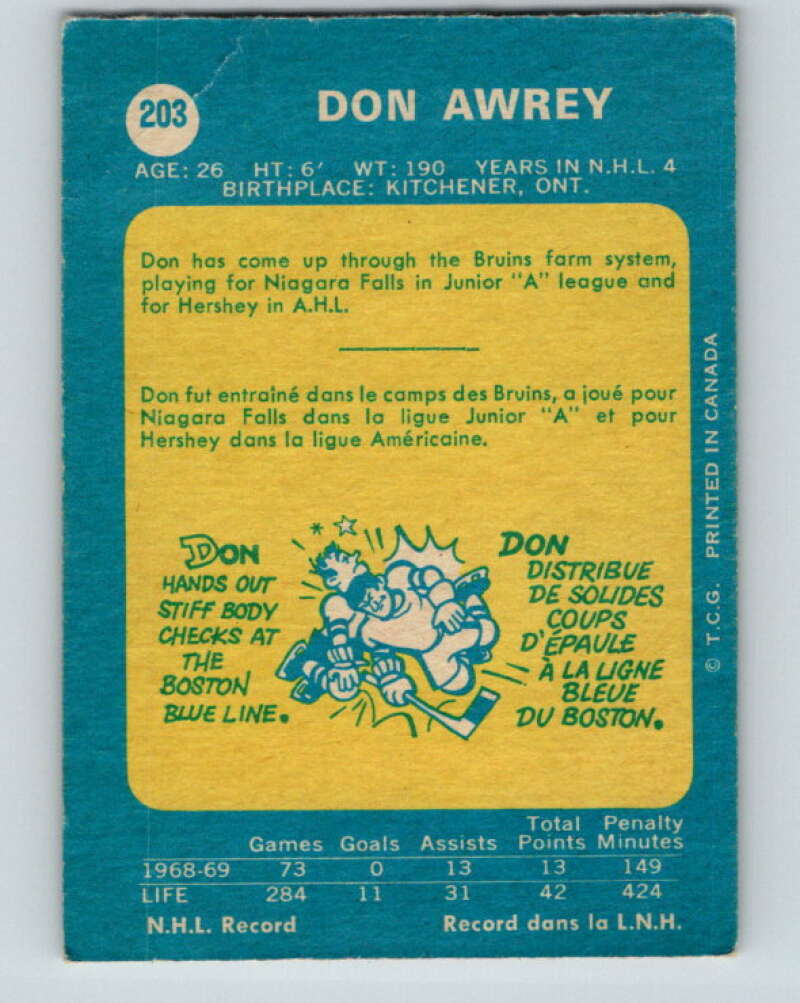 203
DON AWREY
AGE: 26 HT: 6' WT: 190 YEARS IN N.H.L. 4
BIRTHPLACE: KITCHENER, ONT.
Don has come up through the Bruins farm system,
playing for Niagara Falls in Junior "A" league and
for Hershey in A.H.L.
Don fut entraîné dans le camps des Bruins, a joué pour
Niagara Falls dans la ligue Junior "A" et pour
Hershey dans la ligue Américaine.
DON
HANDS OUT
STIFF BODY
CHECKS AT
THE
BOSTON
BLUE LINE.
DON
DISTRIBUE
DE SOLIDES
COUPS
D'ÉPAULE
À LA LIGNE
BLEUE
DU BOSTON.
© T.C.G. PRINTED IN CANADA
Total Penalty
Games Goals Assists Points Minutes
1968-69 73 0 13 13 149
LIFE 284 11 31 42 424
N.H.L. Record Record dans la L.N.H.